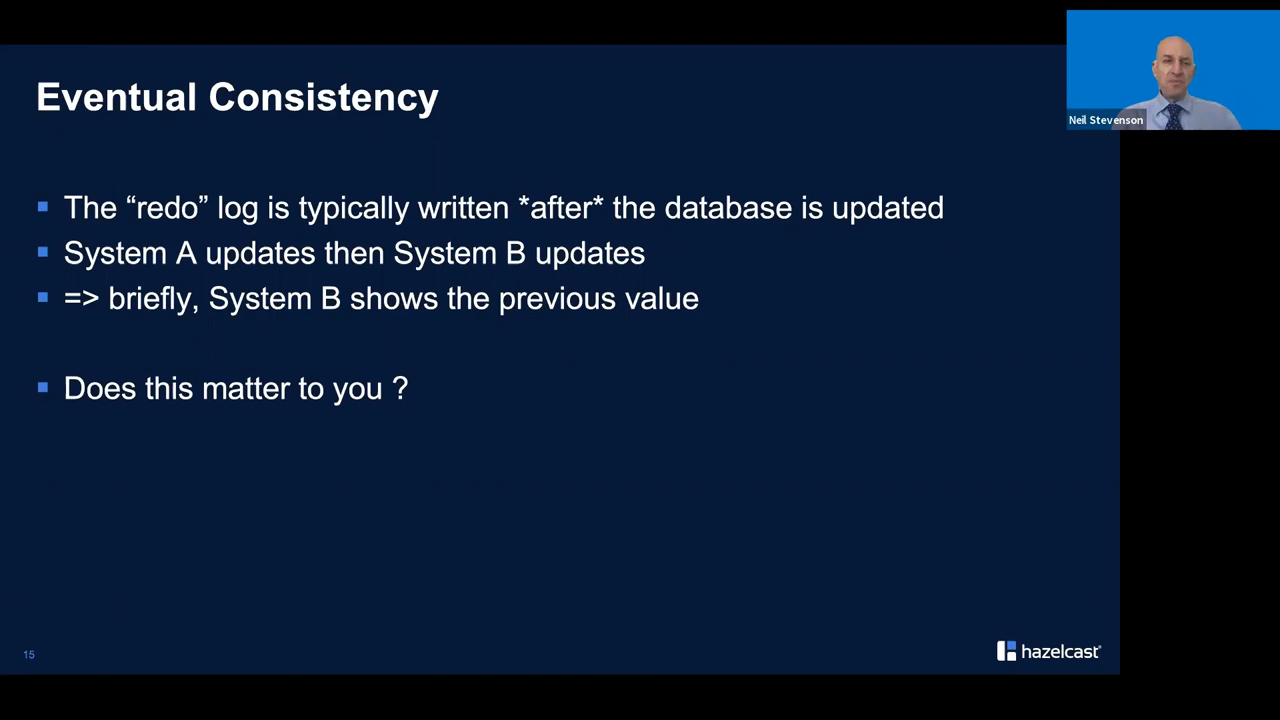 Eventual Consistency
Neil Stevenson
The “redo” log is typically written *after* the database is updated
System A updates then System B updates
=> briefly, System B shows the previous value
Does this matter to you ?
15
hazelcast